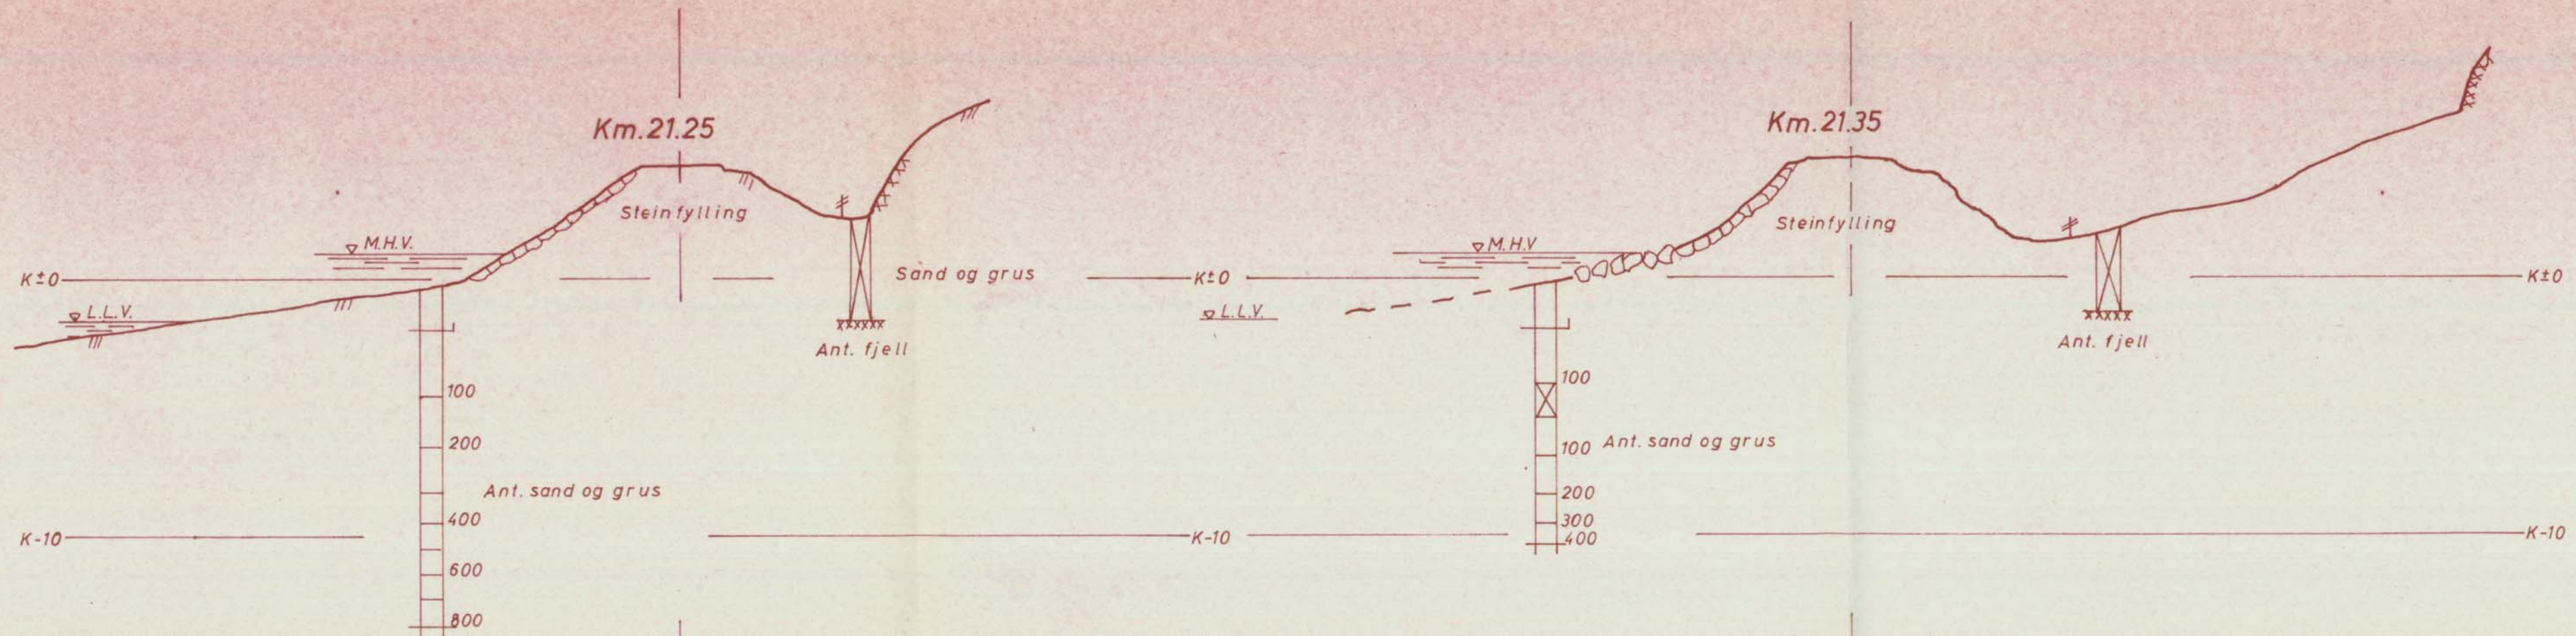 Km.21.25
Steinfylling
M.H.V.
K±0
L.L.V.
Sand og grus
Ant. fjell
100
200
Ant. sand og grus
400
K-10
600
800
Km.21.35
Steinfylling
M.H.V
K±0
K±0
L.L.V.
Ant. fjell
100
100 Ant. sand og grus
200
300
400
K-10
K-10